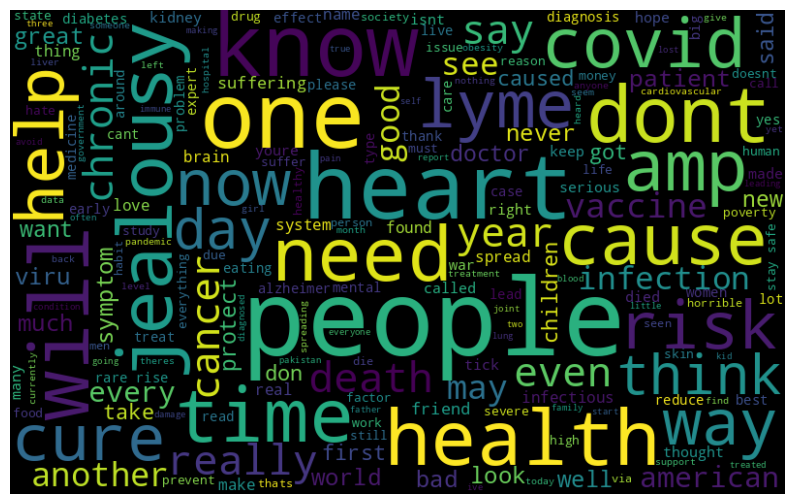 state
three
diabetes
someone
kidney
making
drug
effect
name
true
society
obesity
isnt
live
say
diagnosis
reason
hope
big
give
lost
great
thing
liver
around
left
problem
immune
expert
hospital
know
suffering
please
issue
see
caused
nothing
money
seem
covid
said
doesnt
call
anyone
cardiovascular
yes
yet
help
hate
avoid
medicine
government
chronic
cant
jealousy
one
self
care
good
lyme
heard
patient
dont
human
data
often
brain
youre
suffer
healthy
pain
must
thank
type
report
never
doctor
keep
got
serious
life
amp
made
leading
want
early
study
love
now
heart
case
vaccine
new
poverty
habit
pandemic
day
girl
system
person
month
right
found
year
cause
stay
safe
viru
back
level
condition
due
eating
everything
need
treatment
war
spread
blood
infection
lot
symptom
will
cancer
protect
alzheimer
mental
called
lead
children
died
women
horrible
much
treat
spreading
diagnosed
people
joint
two
tick
little
seen
risk
many
currently
men
going
theres
rare
rise
everyone
pakistan
lung
die
skin
kid
every
don
death
may
even
think
food
take
damage
real
factor
father
infectious
reduce
find
best
time
friend
severe
family
start
cure
read
work
still
health
high
thought
way
another
prevent
make
thats
really
first
world
ive
today
bad
look
well
via
support
treated
american